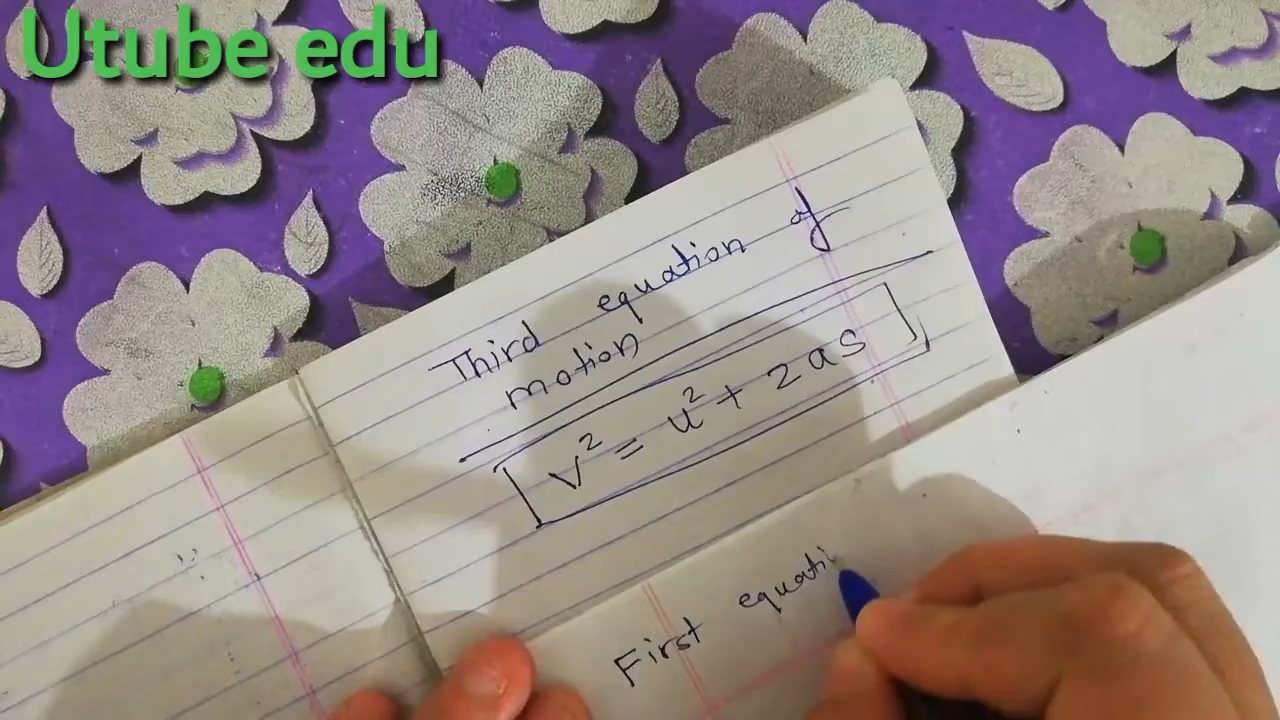 Utube edu
Third equation of
motion
V² = u² + 2as
First equati